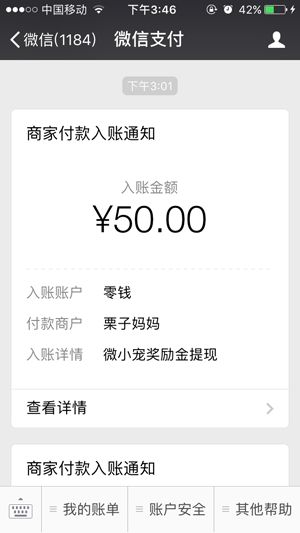 中国移动 下午3:46 42%
微信(1184) 微信支付
下午3:01
商家付款入账通知
入账金额
¥50.00
入账账户 零钱
付款商户 栗子妈妈
入账详情 微小宠奖励金提现
查看详情
商家付款入账通知
我的账单 账户安全 其他帮助